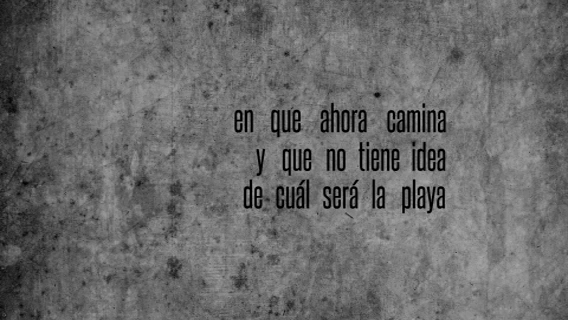 en que ahora camina
y que no tiene idea
de cuál será la playa